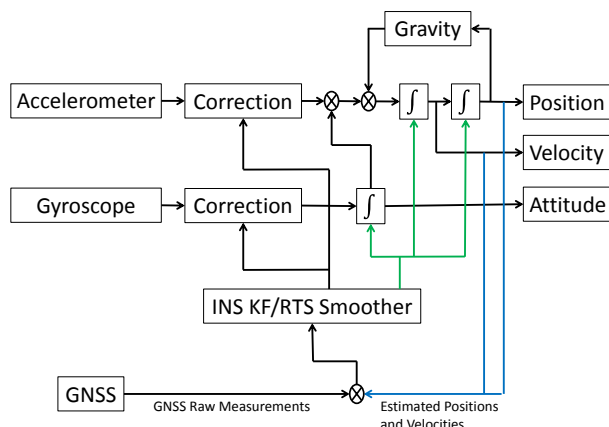 Gravity
Accelerometer
Correction
∫
∫
Position
Velocity
Gyroscope
Correction
∫
Attitude
INS KF/RTS Smoother
GNSS
GNSS Raw Measurements
Estimated Positions
and Velocities